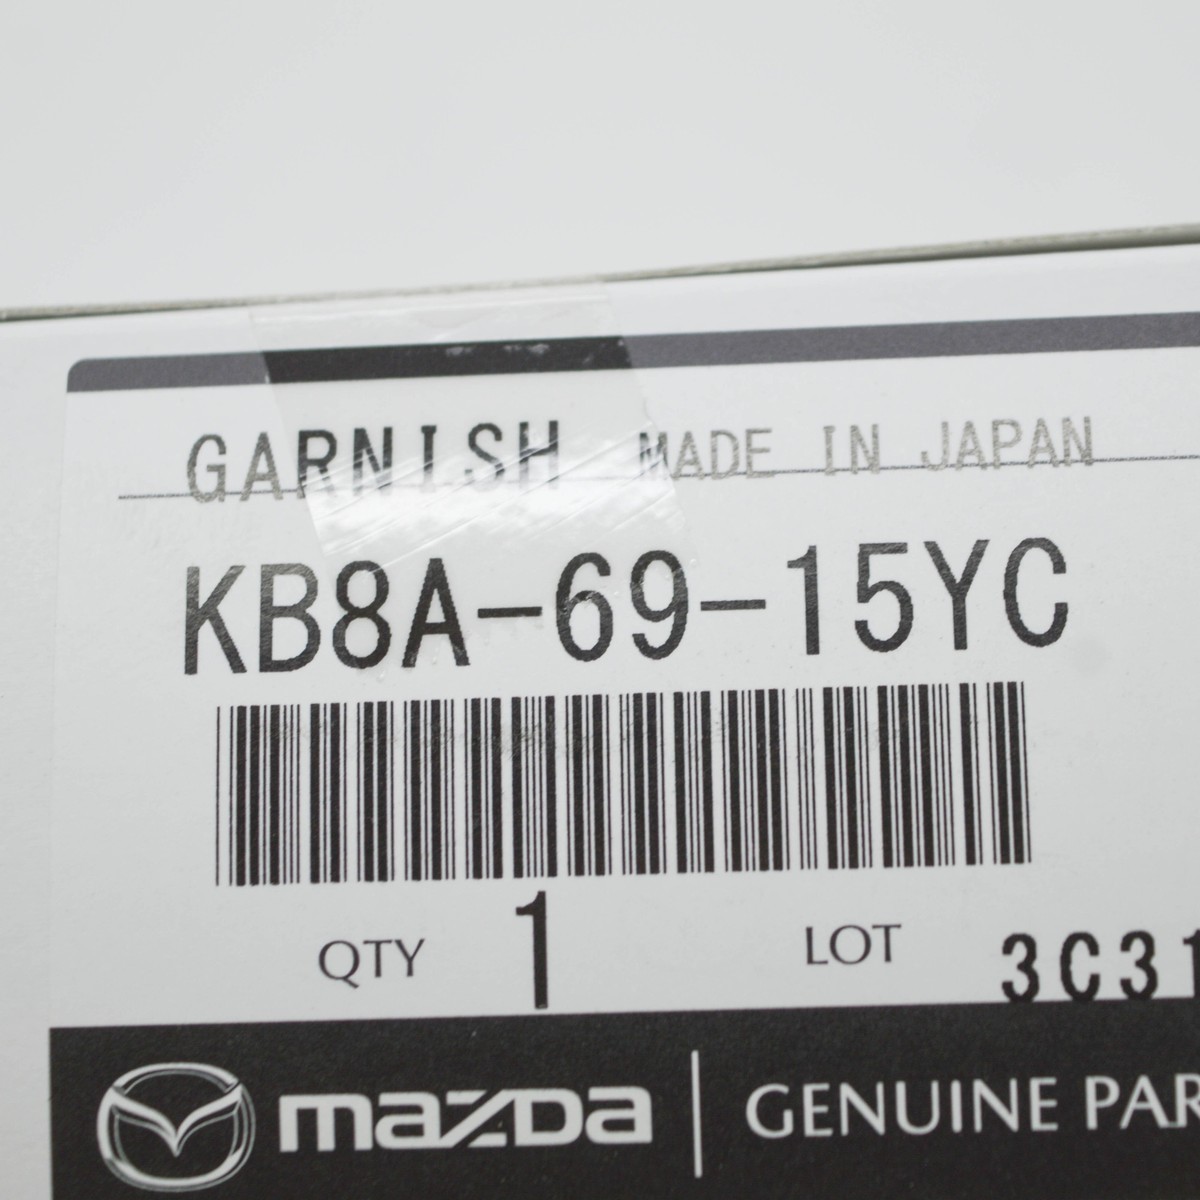 GARNISH MADE IN JAPAN
KB8A-69-15YC
QTY 1 LOT 3C31
mazda GENUINE PAR